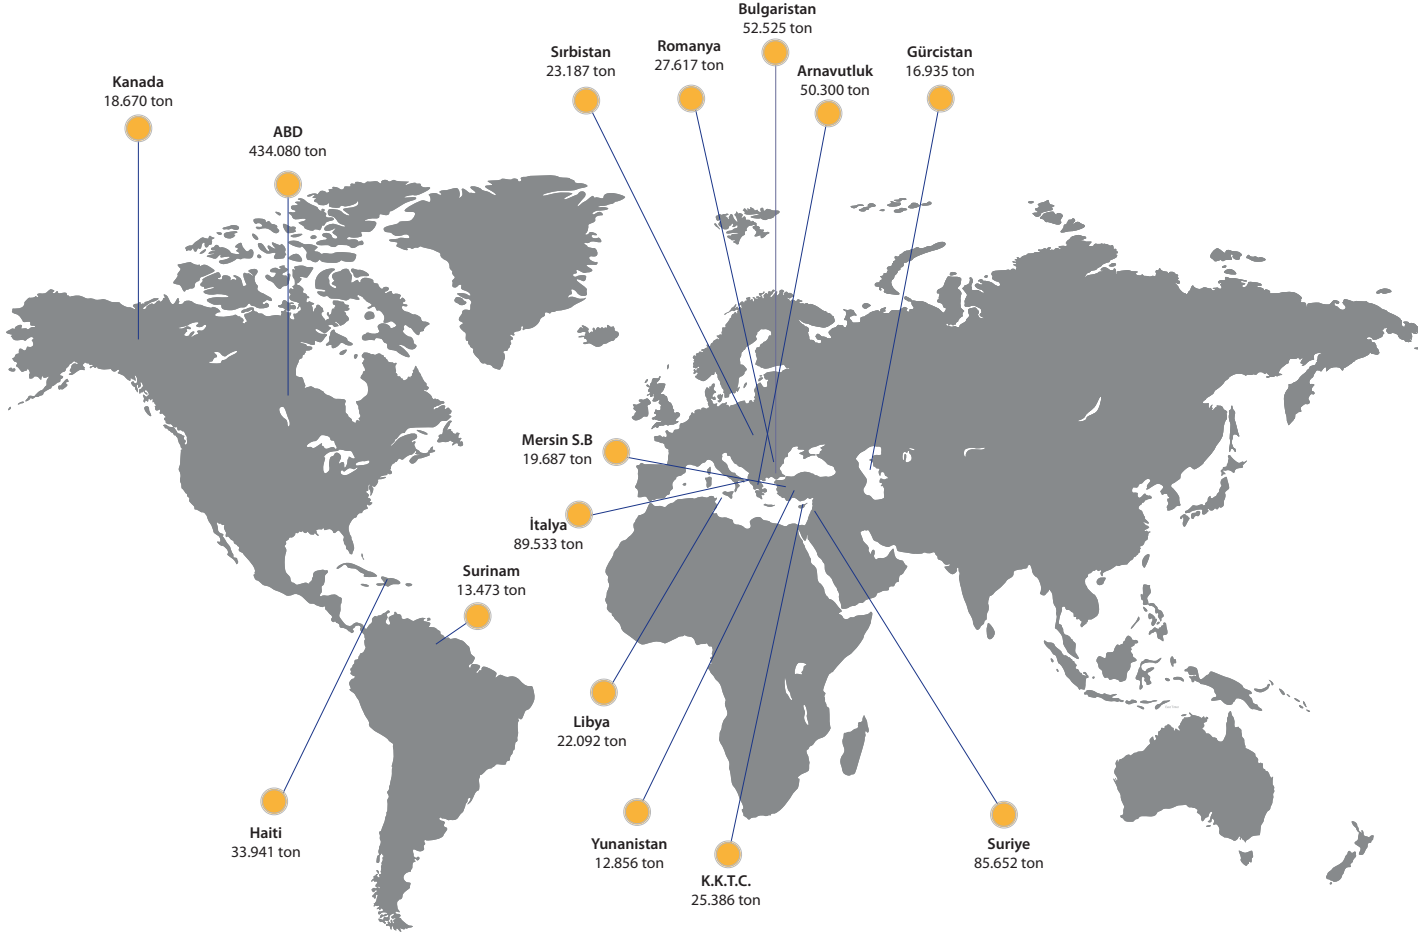 Bulgaristan
52.525 ton
Sırbistan
23.187 ton
Romanya
27.617 ton
Arnavutluk
50.300 ton
Gürcistan
16.935 ton
Kanada
18.670 ton
ABD
434.080 ton
Mersin S.B
19.687 ton
İtalya
89.533 ton
Surinam
13.473 ton
Libya
22.092 ton
Haiti
33.941 ton
Yunanistan
12.856 ton
K.K.T.C.
25.386 ton
Suriye
85.652 ton